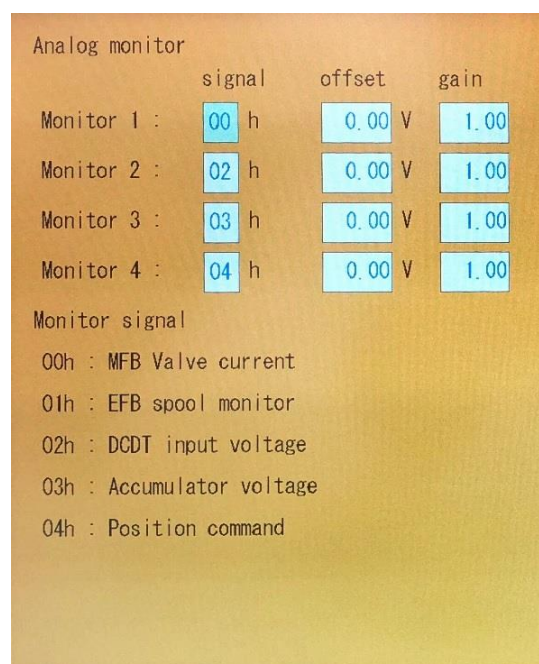 Analog monitor
signal offset gain
Monitor 1 : 00 h 0.00 V 1.00
Monitor 2 : 02 h 0.00 V 1.00
Monitor 3 : 03 h 0.00 V 1.00
Monitor 4 : 04 h 0.00 V 1.00
Monitor signal
00h : MFB Valve current
01h : EFB spool monitor
02h : DCDT input voltage
03h : Accumulator voltage
04h : Position command